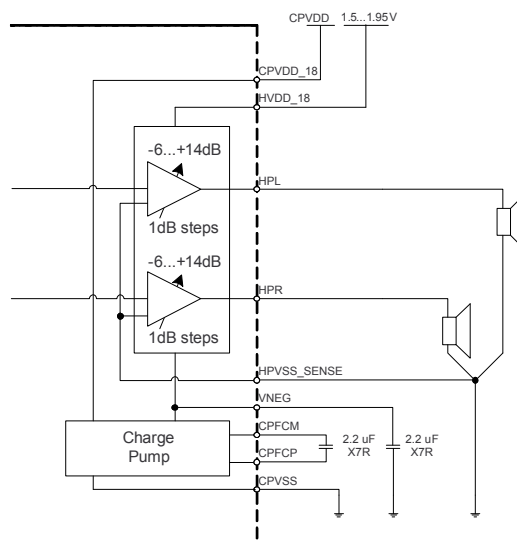 CPVDD
1.5...1.95V
CPVDD_18
HVDD_18
-6...+14dB
HPL
1dB steps
-6...+14dB
HPR
1dB steps
HPVSS_SENSE
VNEG
CPFCM
Charge
Pump
2.2 uF
X7R
2.2 uF
X7R
CPFCP
CPVSS